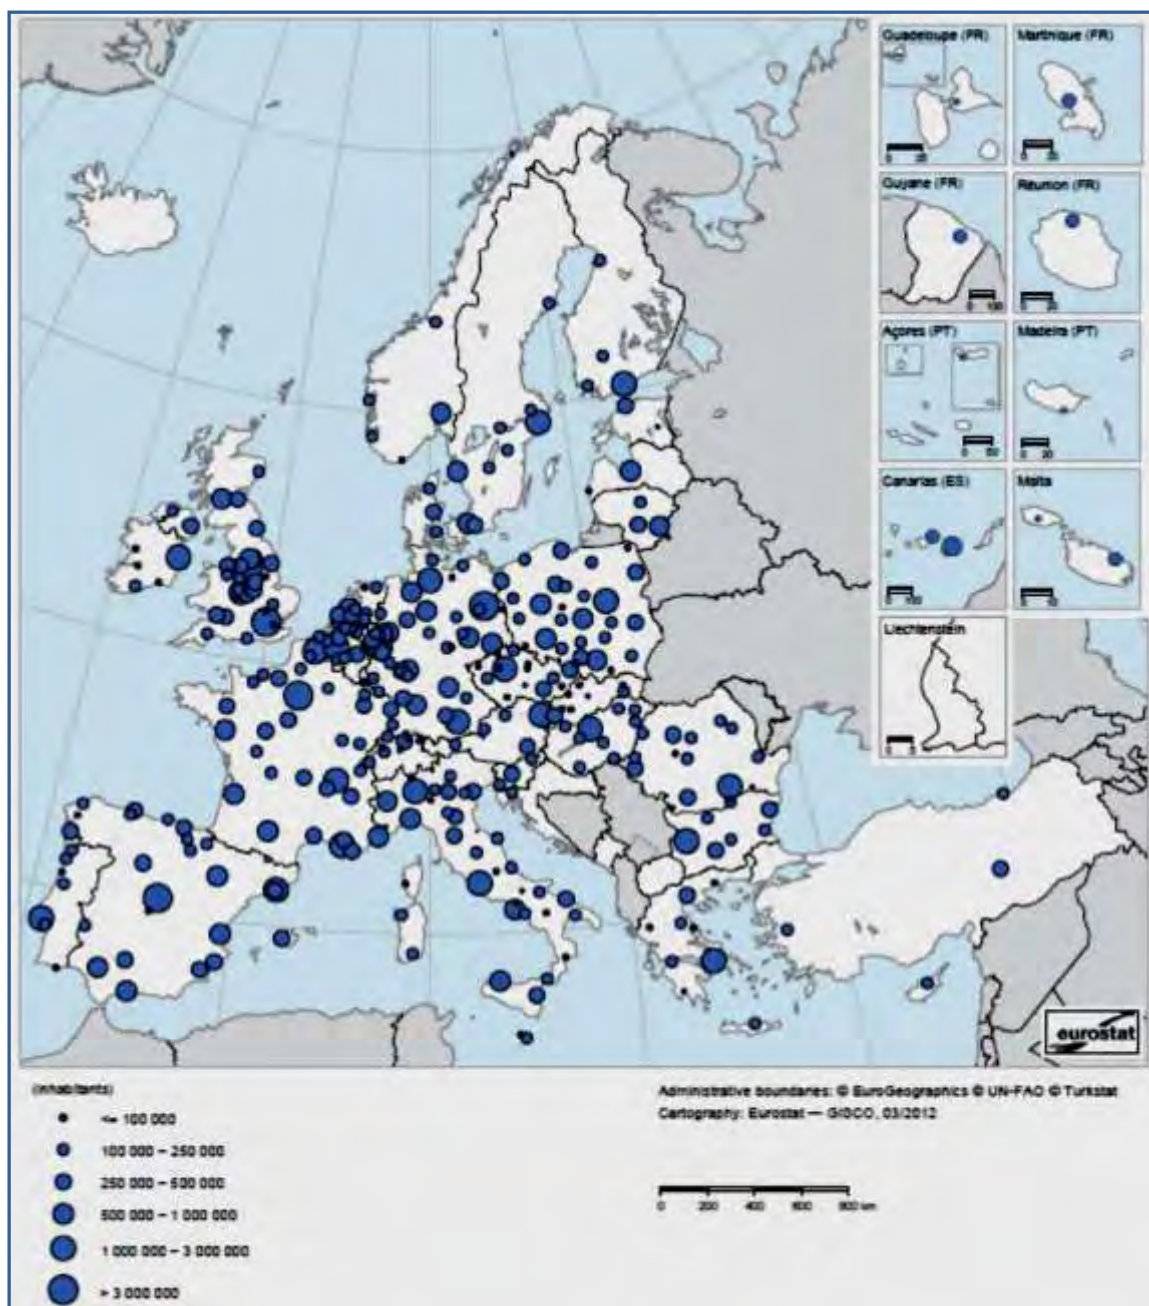 Guadeloupe (FR)
Martinique (FR)
Guyane (FR)
Réunion (FR)
Açores (PT)
Madeira (PT)
Canarias (ES)
Malta
Liechtenstein
eurostat
(inhabitants)
<= 100 000
100 000 – 250 000
250 000 – 500 000
500 000 – 1 000 000
1 000 000 – 3 000 000
> 3 000 000
Administrative boundaries: © EuroGeographics © UN-FAO © Turkstat
Cartography: Eurostat — GISCO, 03/2012
0 200 400 600 800 km